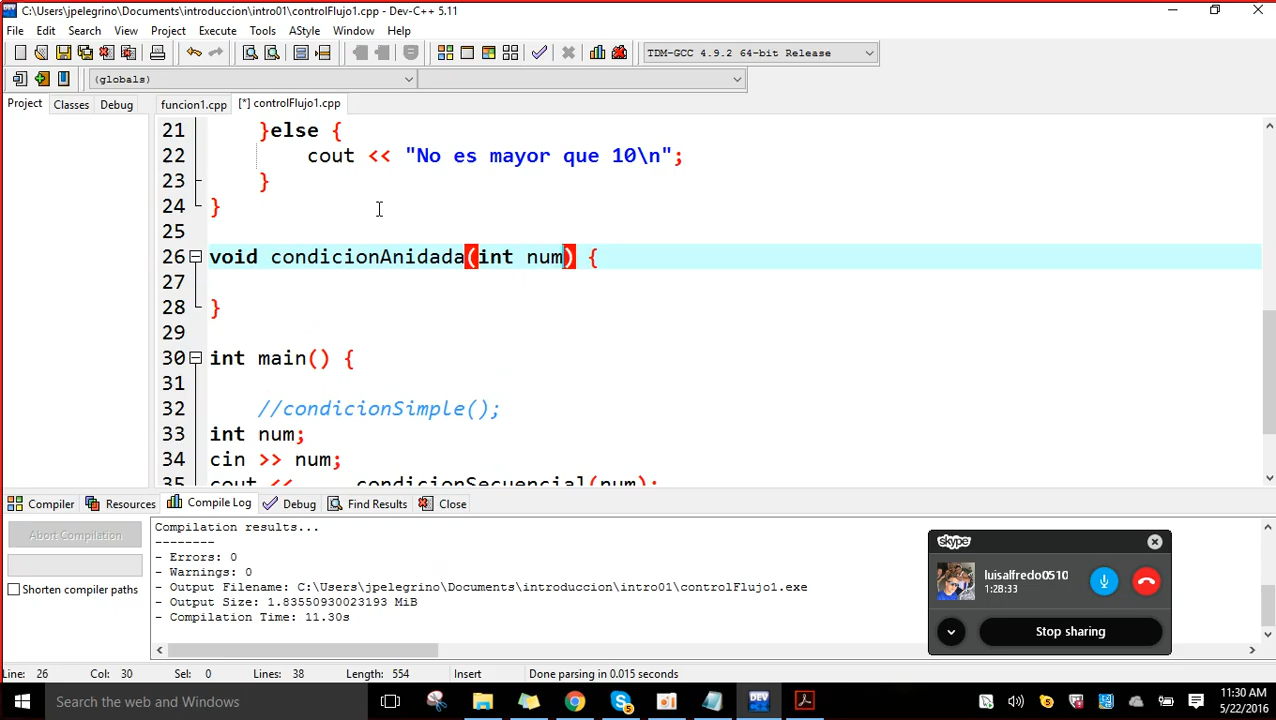 C:\Users\jpelegrino\Documents\introduccion\intro01\controlFlujo1.cpp - Dev-C++ 5.11
File Edit Search View Project Execute Tools AStyle Window Help
TDM-GCC 4.9.2 64-bit Release
(globals)
Project Classes Debug funcion1.cpp [*] controlFlujo1.cpp
21 }else {
22 cout << "No es mayor que 10\n";
23 }
24 }
25
26 void condicionAnidada(int num) {
27
28 }
29
30 int main() {
31
32 //condicionSimple();
33 int num;
34 cin >> num;
35 cout << condicionSecuencial(num);
Compiler Resources Compile Log Debug Find Results Close
Abort Compilation
Shorten compiler paths
Compilation results...
--------
- Errors: 0
- Warnings: 0
- Output Filename: C:\Users\jpelegrino\Documents\introduccion\intro01\controlFlujo1.exe
- Output Size: 1.83550930023193 MiB
- Compilation Time: 11.30s
skype
luisalfredo0510
1:28:33
Stop sharing
Line: 26 Col: 30 Sel: 0 Lines: 38 Length: 554 Insert Done parsing in 0.015 seconds
Search the web and Windows
DEV
11:30 AM
5/22/2016